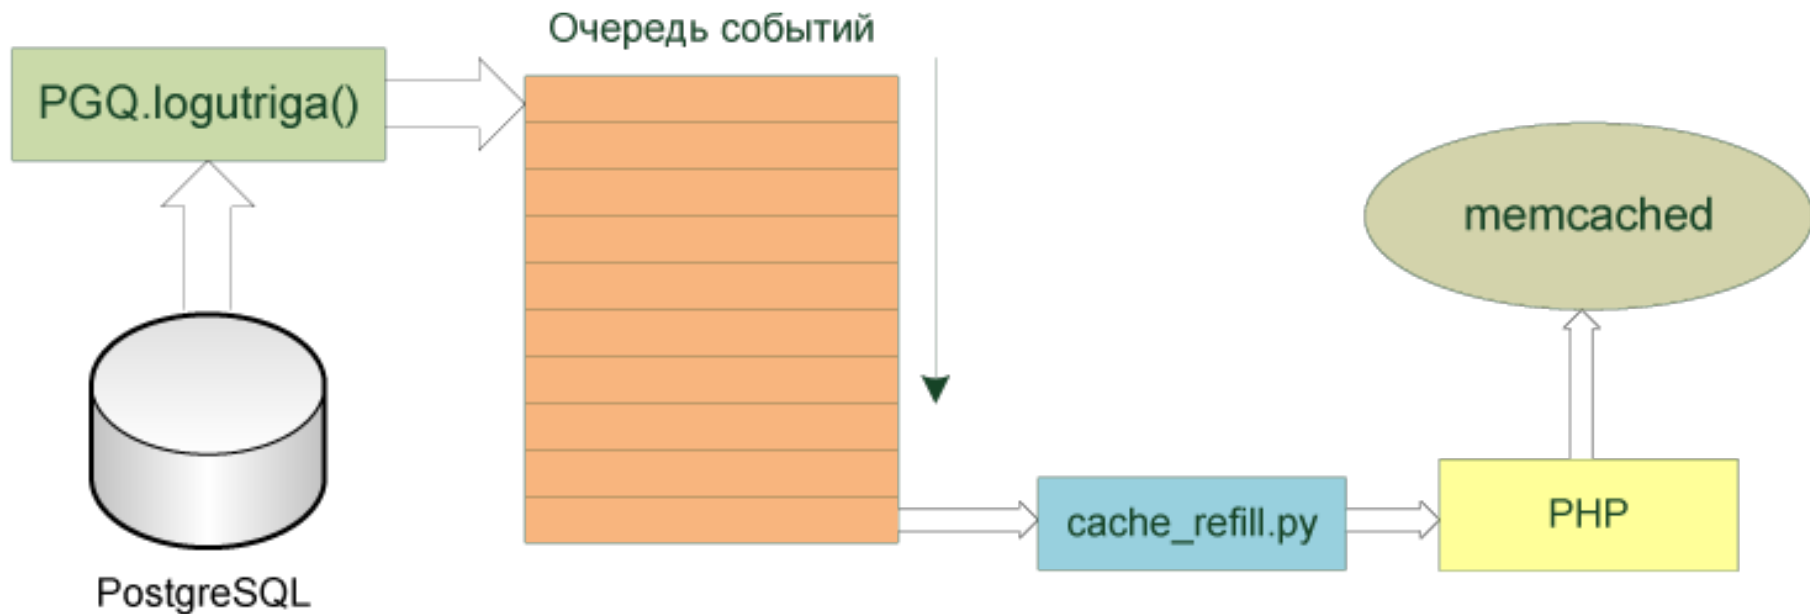 Очередь событий
PGQ.logutriga()
memcached
cache_refill.py
PHP
PostgreSQL